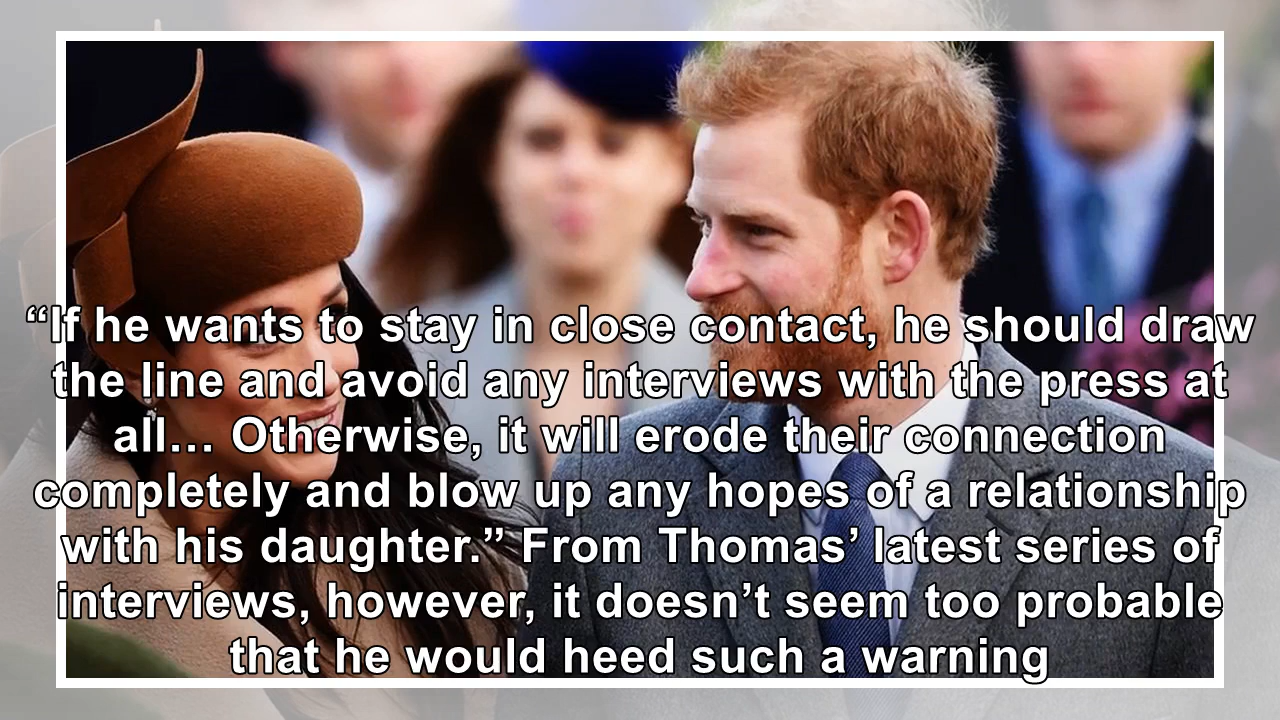 “If he wants to stay in close contact, he should draw
the line and avoid any interviews with the press at
all… Otherwise, it will erode their connection
completely and blow up any hopes of a relationship
with his daughter.” From Thomas’ latest series of
interviews, however, it doesn’t seem too probable
that he would heed such a warning